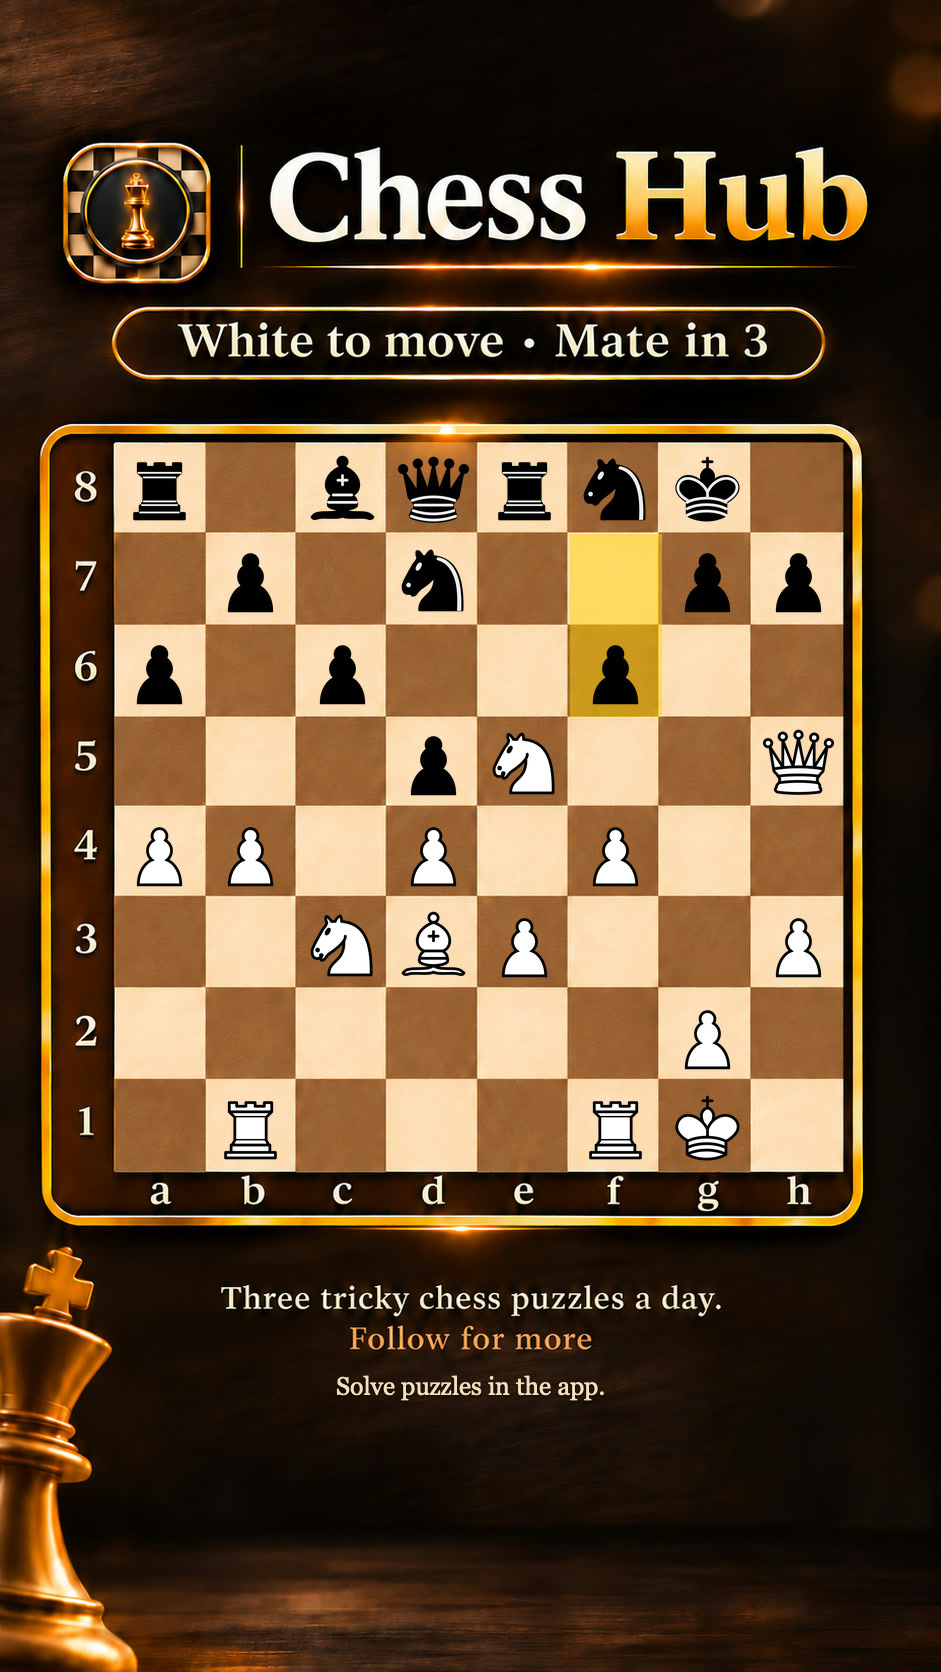 Chess Hub
White to move • Mate in 3
8
7
6
5
4
3
2
1
a b c d e f g h
Three tricky chess puzzles a day.
Follow for more
Solve puzzles in the app.